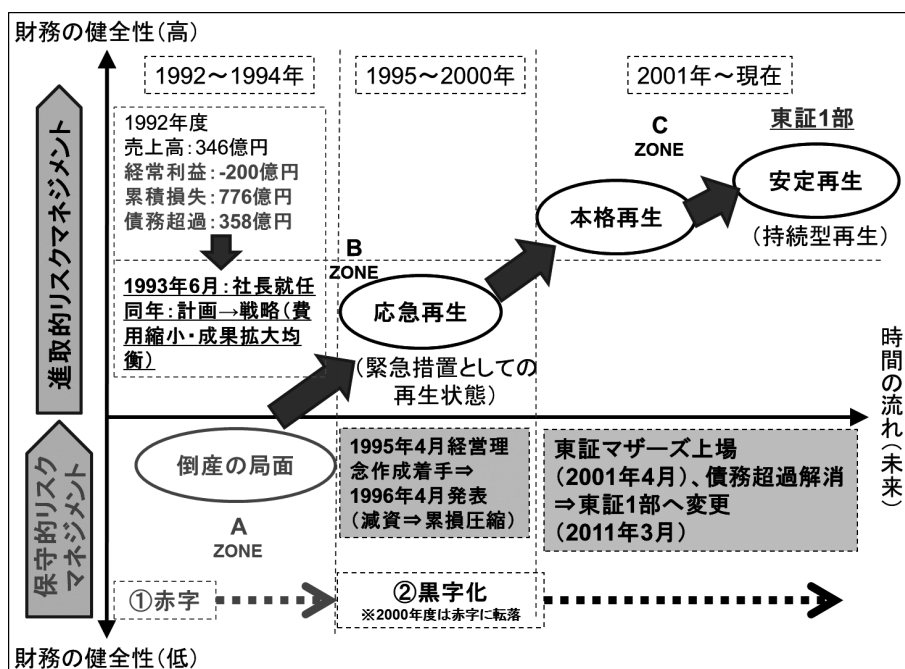 財務の健全性(高)
1992～1994年
1995～2000年
2001年～現在
1992年度
売上高：346億円
経常利益：-200億円
累積損失：776億円
債務超過：358億円
1993年6月：社長就任
同年：計画→戦略(費
用縮小・成果拡大均
衡)
B
ZONE
応急再生
(緊急措置としての
再生状態)
C
ZONE
本格再生
東証1部
安定再生
(持続型再生)
進取的リスクマネジメント
保守的リスク
マネジメント
時間の流れ(未来)
倒産の局面
A
ZONE
1995年4月経営理
念作成着手⇒
1996年4月発表
(減資⇒累損圧縮)
東証マザーズ上場
(2001年4月)、債務超過解消
⇒東証1部へ変更
(2011年3月)
①赤字
②黒字化
※2000年度は赤字に転落
財務の健全性(低)